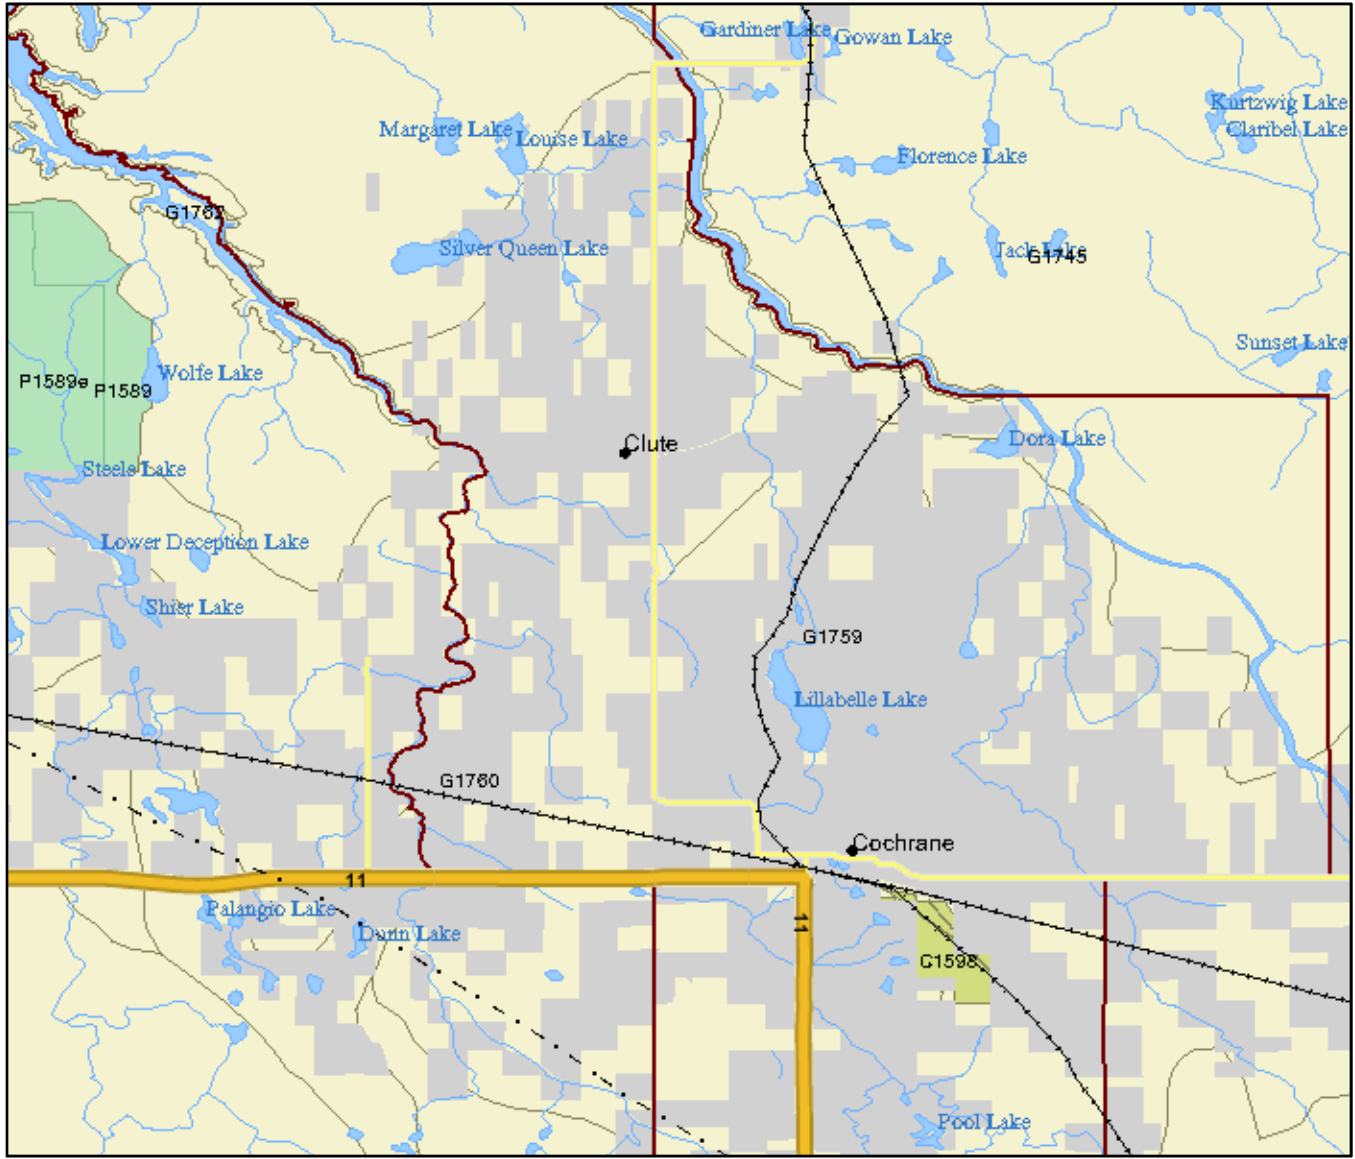 Gardiner Lake
Gowan Lake
Kurtzwig Lake
Claribel Lake
Margaret Lake
Louise Lake
Florence Lake
G1762
Silver Queen Lake
Jack Lake
G1745
Sunset Lake
Wolfe Lake
P1589e
P1589
Clute
Dora Lake
Steele Lake
Lower Deception Lake
Shier Lake
G1759
Lillabelle Lake
G1760
Cochrane
11
Palangio Lake
11
Dunn Lake
C1598
Pool Lake